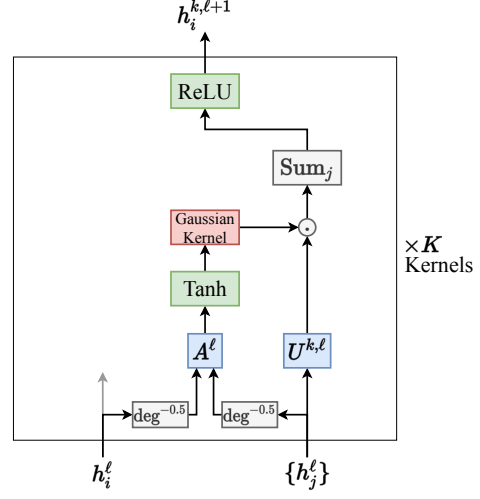 h_i^{k,ℓ+1}
ReLU
Sum_j
Gaussian
Kernel
·
×K
Kernels
Tanh
A^ℓ
U^{k,ℓ}
deg^{-0.5}
deg^{-0.5}
h_i^ℓ
{h_j^ℓ}